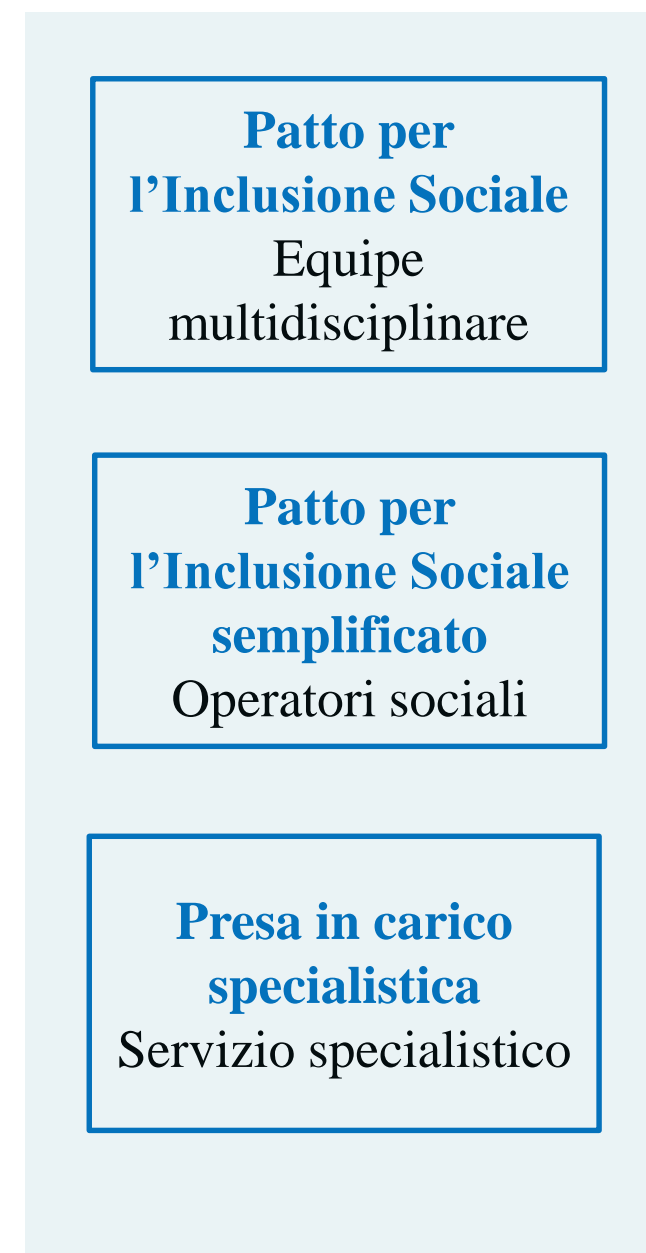 Patto per
l’Inclusione Sociale
Equipe
multidisciplinare
Patto per
l’Inclusione Sociale
semplificato
Operatori sociali
Presa in carico
specialistica
Servizio specialistico